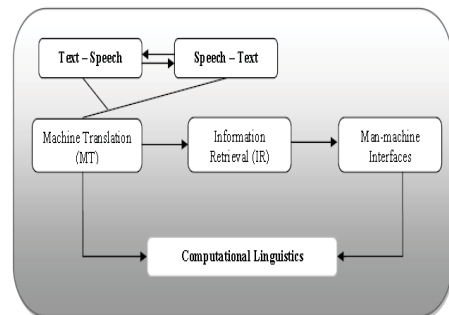 Text – Speech
Speech – Text
Machine Translation
(MT)
Information
Retrieval (IR)
Man-machine
Interfaces
Computational Linguistics